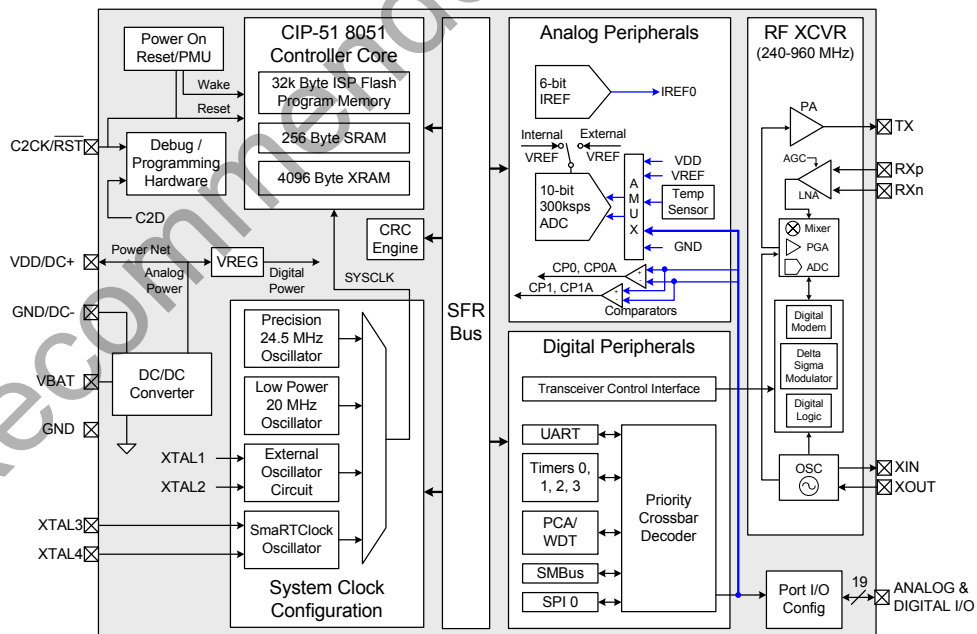 Power On
Reset/PMU
Wake
Reset
C2CK/RST
Debug /
Programming
Hardware
C2D
Power Net
VDD/DC+
Analog
Power
VREG
Digital
Power
GND/DC-
VBAT
DC/DC
Converter
GND
XTAL1
XTAL2
XTAL3
XTAL4
CIP-51 8051
Controller Core
32k Byte ISP Flash
Program Memory
256 Byte SRAM
4096 Byte XRAM
CRC
Engine
SYSCLK
Precision
24.5 MHz
Oscillator
Low Power
20 MHz
Oscillator
External
Oscillator
Circuit
SmaRTClock
Oscillator
System Clock
Configuration
SFR
Bus
Analog Peripherals
6-bit
IREF
IREF0
Internal
VREF
External
VREF
10-bit
300ksps
ADC
A
M
U
X
VDD
VREF
Temp
Sensor
GND
CP0, CP0A
CP1, CP1A
+
-
+
-
Comparators
Digital Peripherals
Transceiver Control Interface
UART
Timers 0,
1, 2, 3
PCA/
WDT
SMBus
SPI 0
Priority
Crossbar
Decoder
RF XCVR
(240-960 MHz)
PA
TX
AGC
LNA
RXp
RXn
Mixer
PGA
ADC
Digital
Modem
Delta
Sigma
Modulator
Digital
Logic
OSC
XIN
XOUT
Port I/O
Config
19
ANALOG &
DIGITAL I/O
ecommende